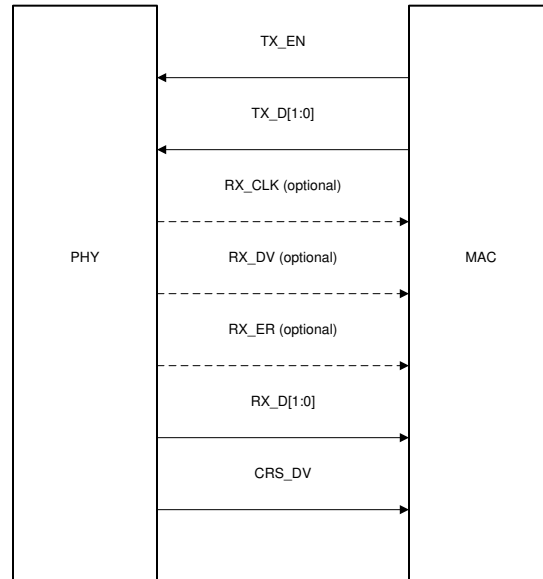 TX_EN
TX_D[1:0]
RX_CLK (optional)
PHY
RX_DV (optional)
MAC
RX_ER (optional)
RX_D[1:0]
CRS_DV